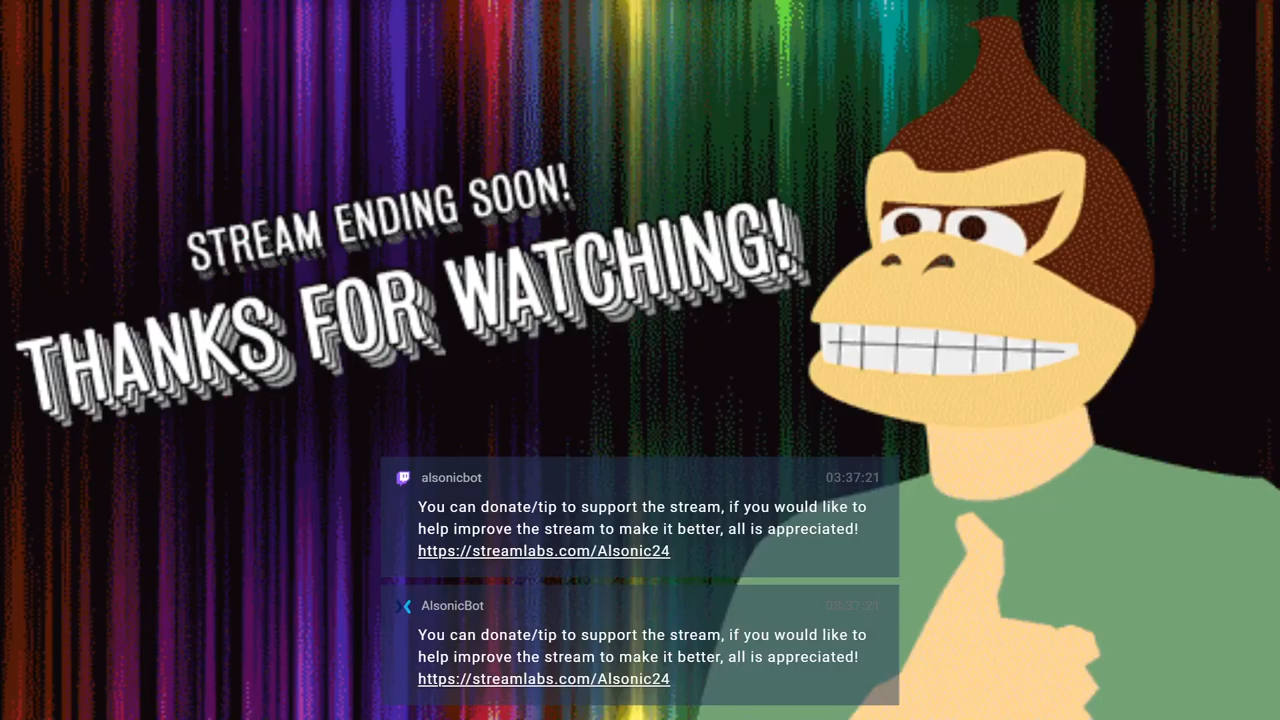 STREAM ENDING SOON!
THANKS FOR WATCHING!
alsonicbot 03:37:21
You can donate/tip to support the stream, if you would like to
help improve the stream to make it better, all is appreciated!
https://streamlabs.com/Alsonic24
AlsonicBot 03:37:21
You can donate/tip to support the stream, if you would like to
help improve the stream to make it better, all is appreciated!
https://streamlabs.com/Alsonic24